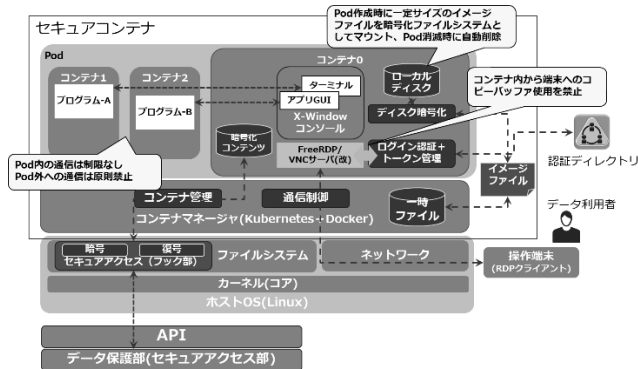 セキュアコンテナ
Pod作成時に一定サイズのイメージ
ファイルを暗号化ファイルシステムと
してマウント、Pod消滅時に自動削除
Pod
コンテナ1
プログラム-A
コンテナ2
プログラム-B
コンテナ0
ターミナル
アプリGUI
X-Window
コンソール
ローカル
ディスク
ディスク暗号化
コンテナ内から端末へのコ
ピーバッファ使用を禁止
暗号化
コンテンツ
FreeRDP/
VNCサーバ(改)
ログイン認証+
トークン管理
認証ディレクトリ
Pod内の通信は制限なし
Pod外への通信は原則禁止
イメージ
ファイル
コンテナ管理
通信制御
一時
ファイル
コンテナマネージャ(Kubernetes+Docker)
データ利用者
暗号
復号
セキュアアクセス(フック部)
ファイルシステム
ネットワーク
操作端末
(RDPクライアント)
カーネル(コア)
ホストOS(Linux)
API
データ保護部(セキュアアクセス部)